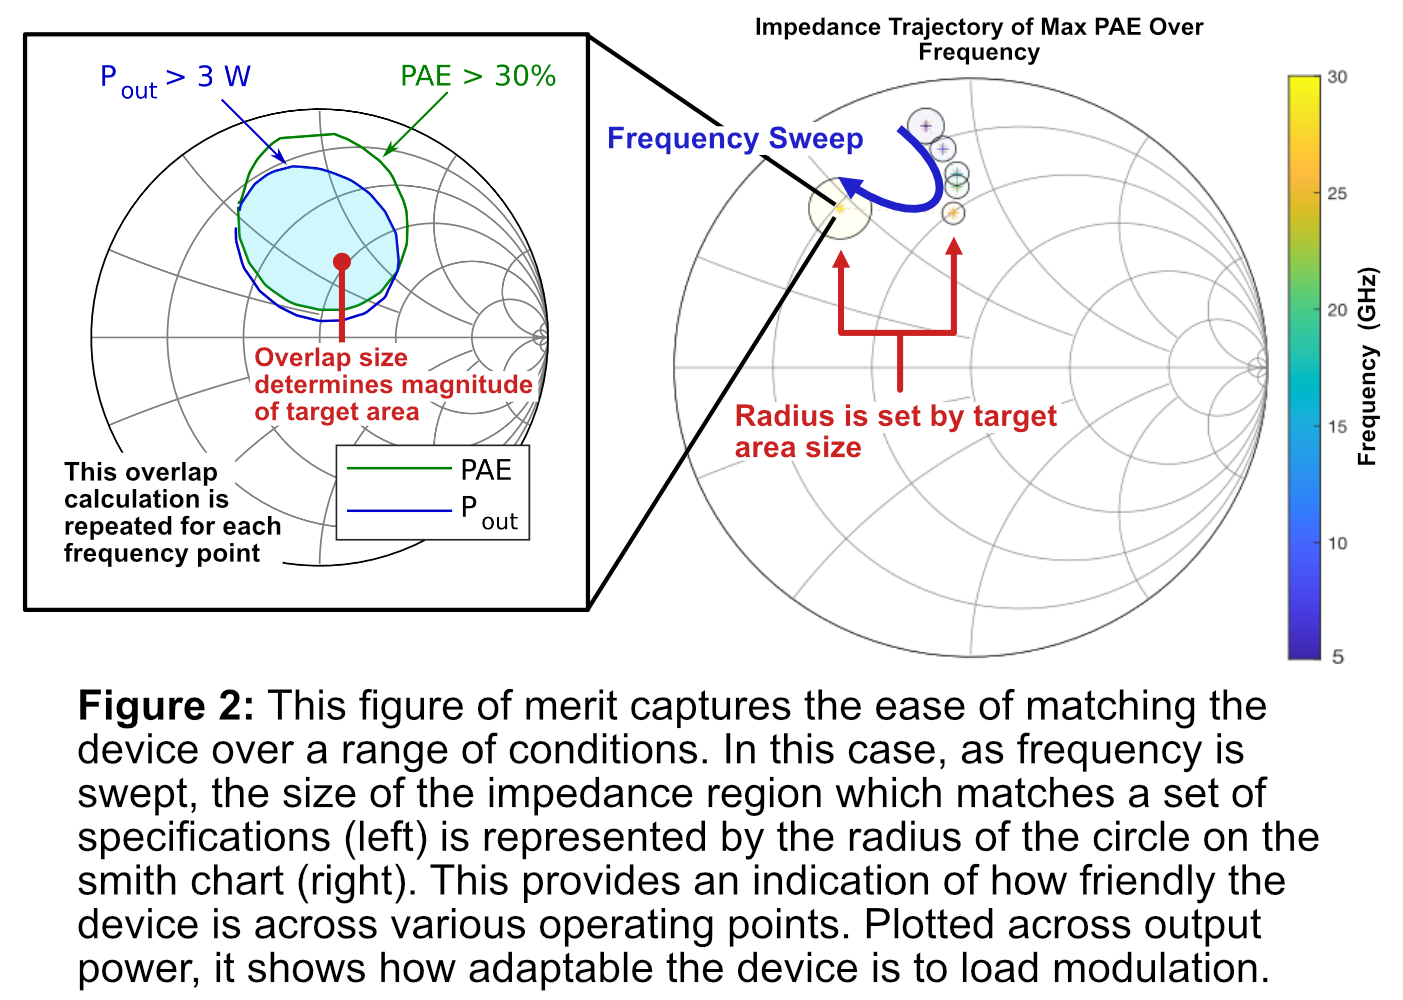 Impedance Trajectory of Max PAE Over
Frequency
P out > 3 W
PAE > 30%
Frequency Sweep
Overlap size
determines magnitude
of target area
This overlap
calculation is
repeated for each
frequency point
PAE
P out
Radius is set by target
area size
30
25
20
15
10
5
Frequency (GHz)
Figure 2: This figure of merit captures the ease of matching the
device over a range of conditions. In this case, as frequency is
swept, the size of the impedance region which matches a set of
specifications (left) is represented by the radius of the circle on the
smith chart (right). This provides an indication of how friendly the
device is across various operating points. Plotted across output
power, it shows how adaptable the device is to load modulation.